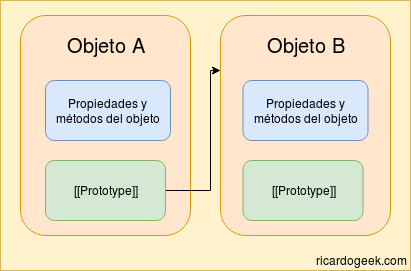 Objeto A
Propiedades y
métodos del objeto
[[Prototype]]
Objeto B
Propiedades y
métodos del objeto
[[Prototype]]
ricardogeek.com